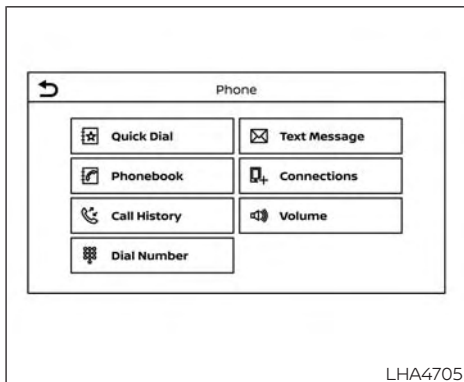 Phone
Quick Dial
Text Message
Phonebook
Connections
Call History
Volume
Dial Number
LHA4705